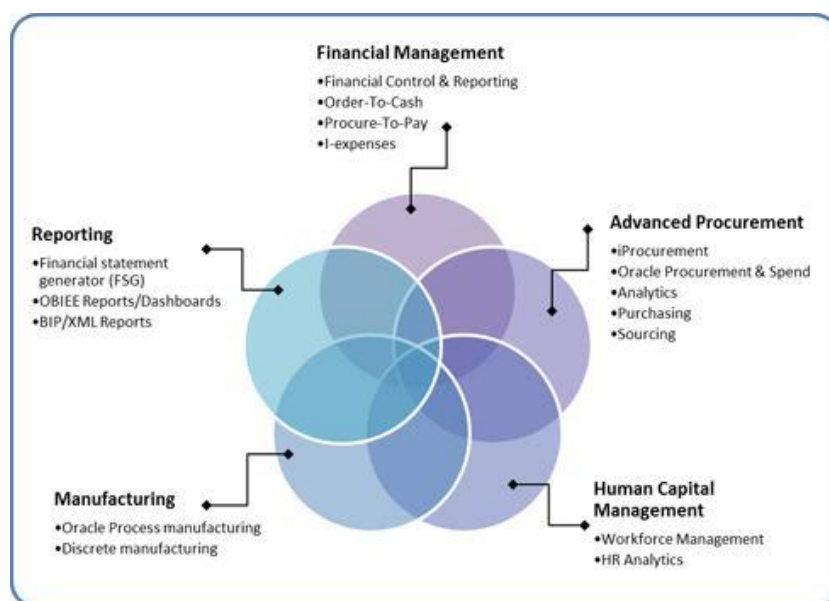 Financial Management
•Financial Control & Reporting
•Order-To-Cash
•Procure-To-Pay
•I-expenses
Reporting
•Financial statement
generator (FSG)
•OBIEE Reports/Dashboards
•BIP/XML Reports
Advanced Procurement
•iProcurement
•Oracle Procurement & Spend
•Analytics
•Purchasing
•Sourcing
Manufacturing
•Oracle Process manufacturing
•Discrete manufacturing
Human Capital
Management
•Workforce Management
•HR Analytics